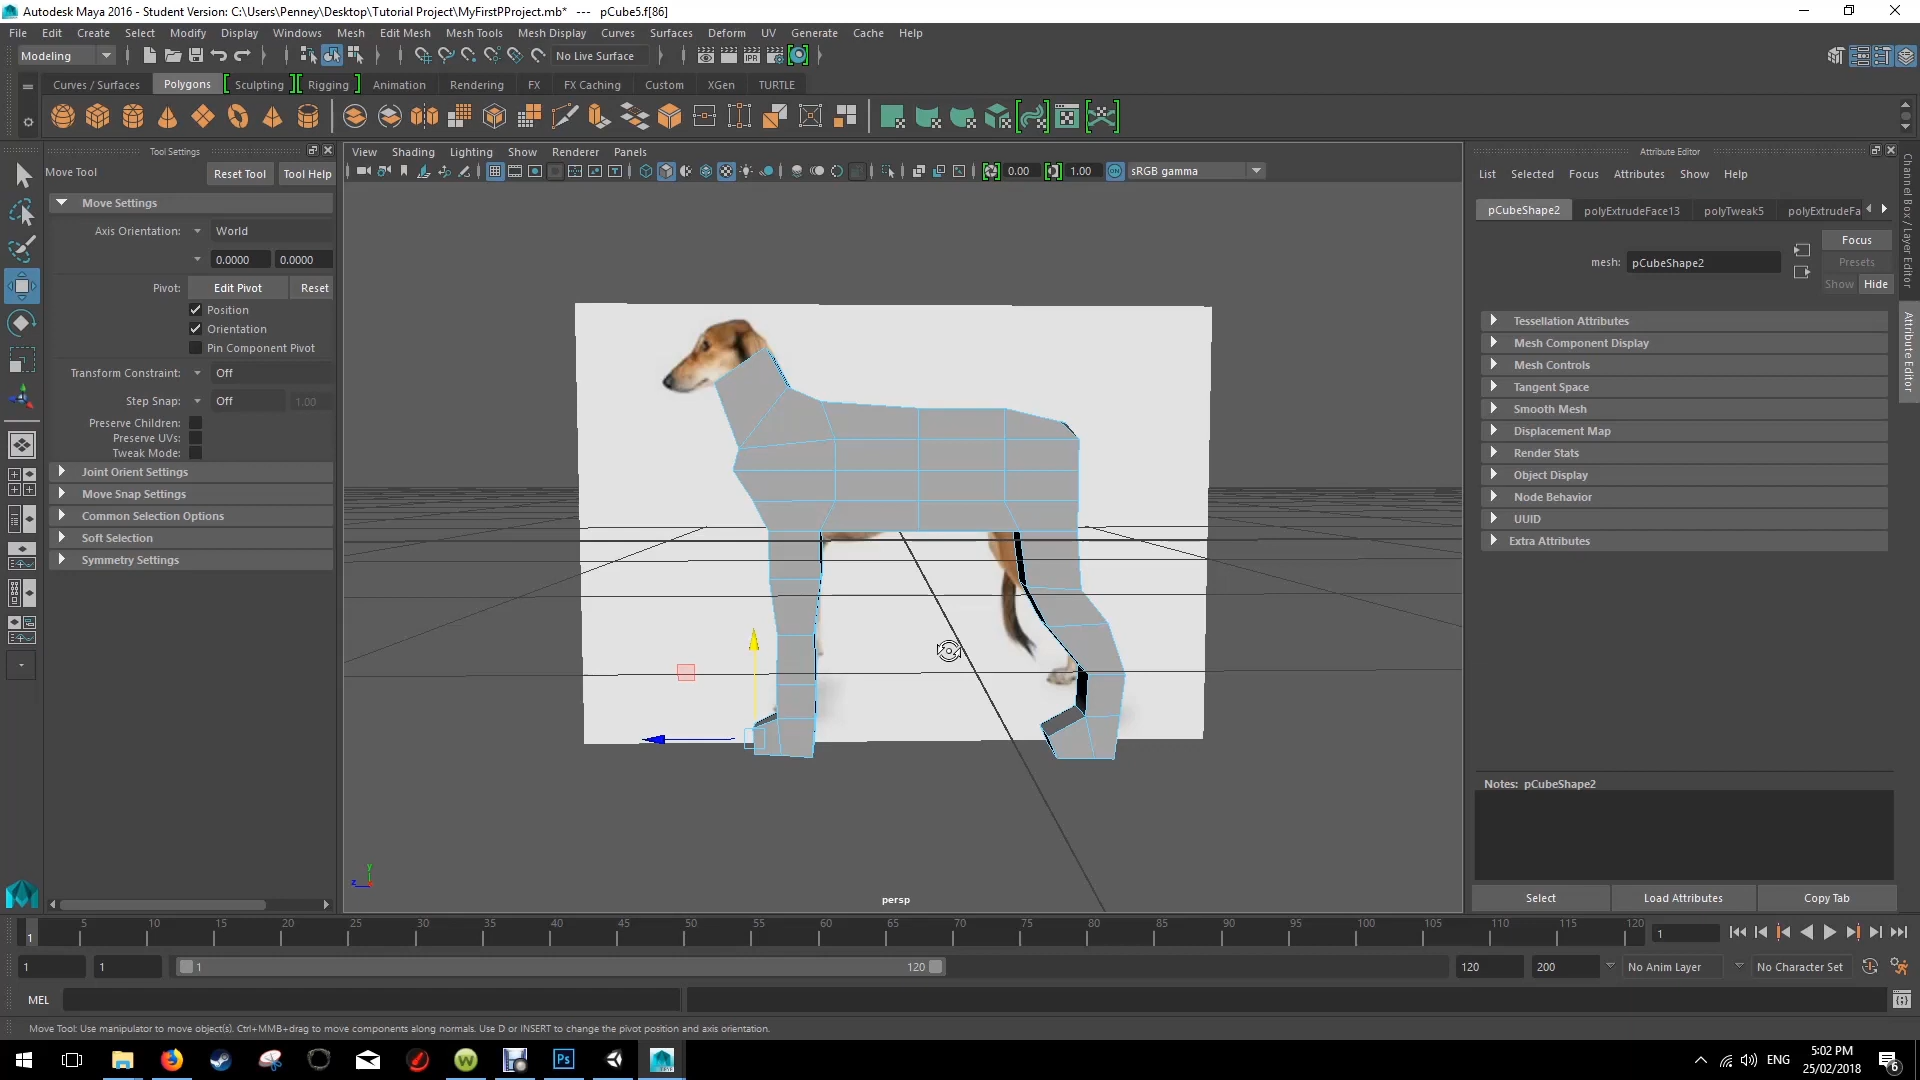 Autodesk Maya 2016 - Student Version: C:\Users\Penney\Desktop\Tutorial Project\MyFirstPProject.mb* --- pCube5.f[86]
File Edit Create Select Modify Display Windows Mesh Edit Mesh Mesh Tools Mesh Display Curves Surfaces Deform UV Generate Cache Help
Modeling No Live Surface
Curves / Surfaces Polygons Sculpting Rigging Animation Rendering FX FX Caching Custom XGen TURTLE
Tool Settings
Move Tool Reset Tool Tool Help
Move Settings
Axis Orientation: World
0.0000 0.0000
Pivot: Edit Pivot Reset
Position
Orientation
Pin Component Pivot
Transform Constraint: Off
Step Snap: Off 1.00
Preserve Children:
Preserve UVs:
Tweak Mode:
Joint Orient Settings
Move Snap Settings
Common Selection Options
Soft Selection
Symmetry Settings
View Shading Lighting Show Renderer Panels
0.00 1.00 sRGB gamma
persp
Attribute Editor
List Selected Focus Attributes Show Help
pCubeShape2 polyExtrudeFace13 polyTweak5 polyExtrudeFa
mesh: pCubeShape2
Focus
Presets
Show Hide
Tessellation Attributes
Mesh Component Display
Mesh Controls
Tangent Space
Smooth Mesh
Displacement Map
Render Stats
Object Display
Node Behavior
UUID
Extra Attributes
Notes: pCubeShape2
Select Load Attributes Copy Tab
Channel Box / Layer Editor
Attribute Editor
5 10 15 20 25 30 35 40 45 50 55 60 65 70 75 80 85 90 95 100 105 110 115 120
1 1
1 1 1 120 120 200 No Anim Layer No Character Set
MEL
Move Tool: Use manipulator to move object(s). Ctrl+MMB+drag to move components along normals. Use D or INSERT to change the pivot position and axis orientation.
ENG
5:02 PM
25/02/2018
6